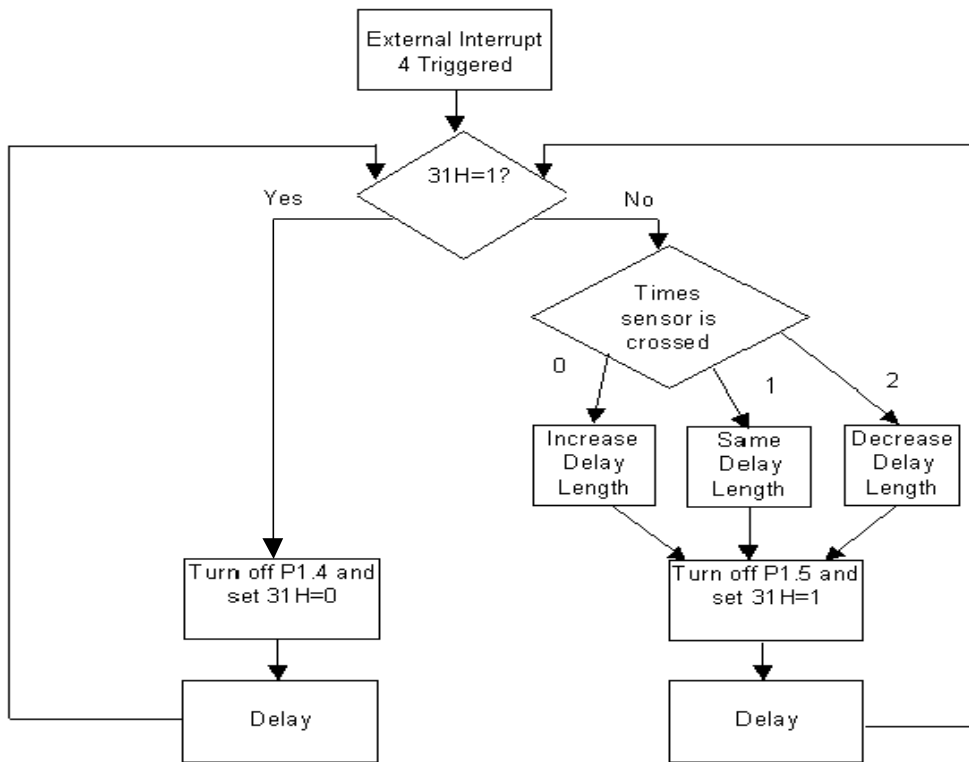 External Interrupt
4 Triggered
31H=1?
Yes
No
Times
sensor is
crossed
0
1
2
Increase
Delay
Length
Same
Delay
Length
Decrease
Delay
Length
Turn off P1.4 and
set 31H=0
Turn off P1.5 and
set 31H=1
Delay
Delay